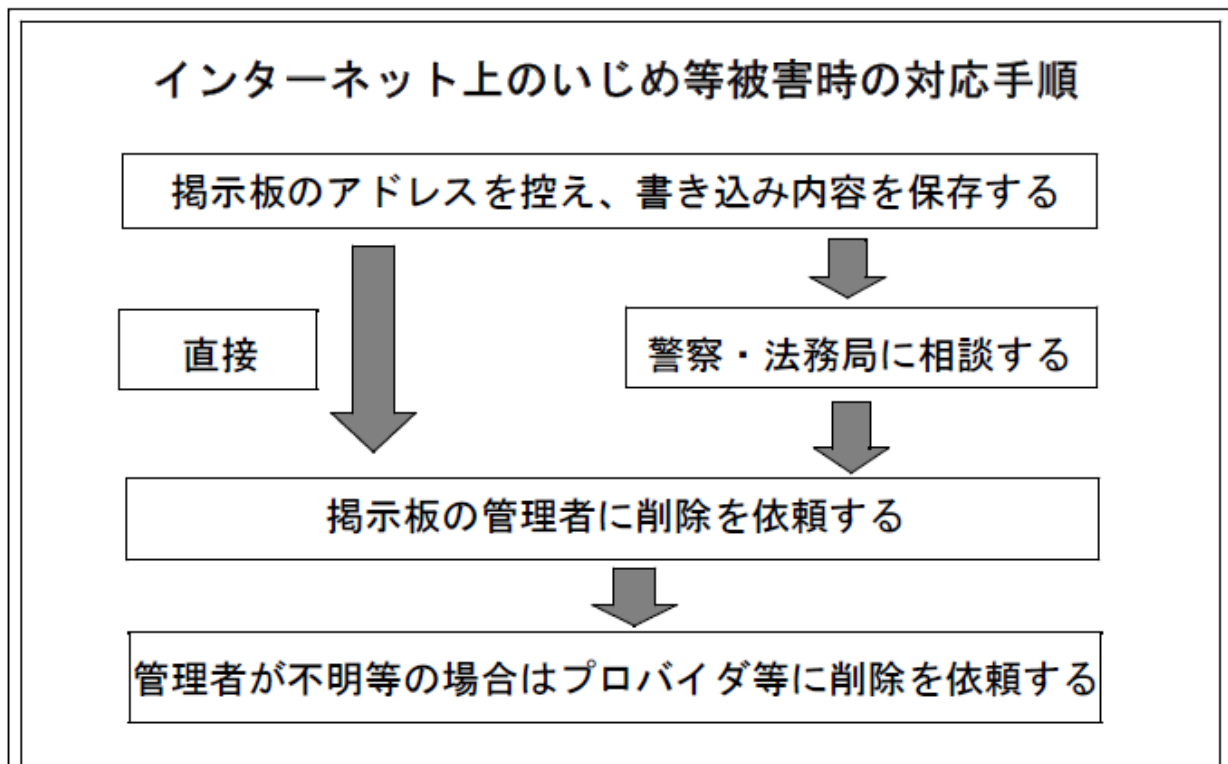 インターネット上のいじめ等被害時の対応手順
掲示板のアドレスを控え、書き込み内容を保存する
直接
警察・法務局に相談する
掲示板の管理者に削除を依頼する
管理者が不明等の場合はプロバイダ等に削除を依頼する